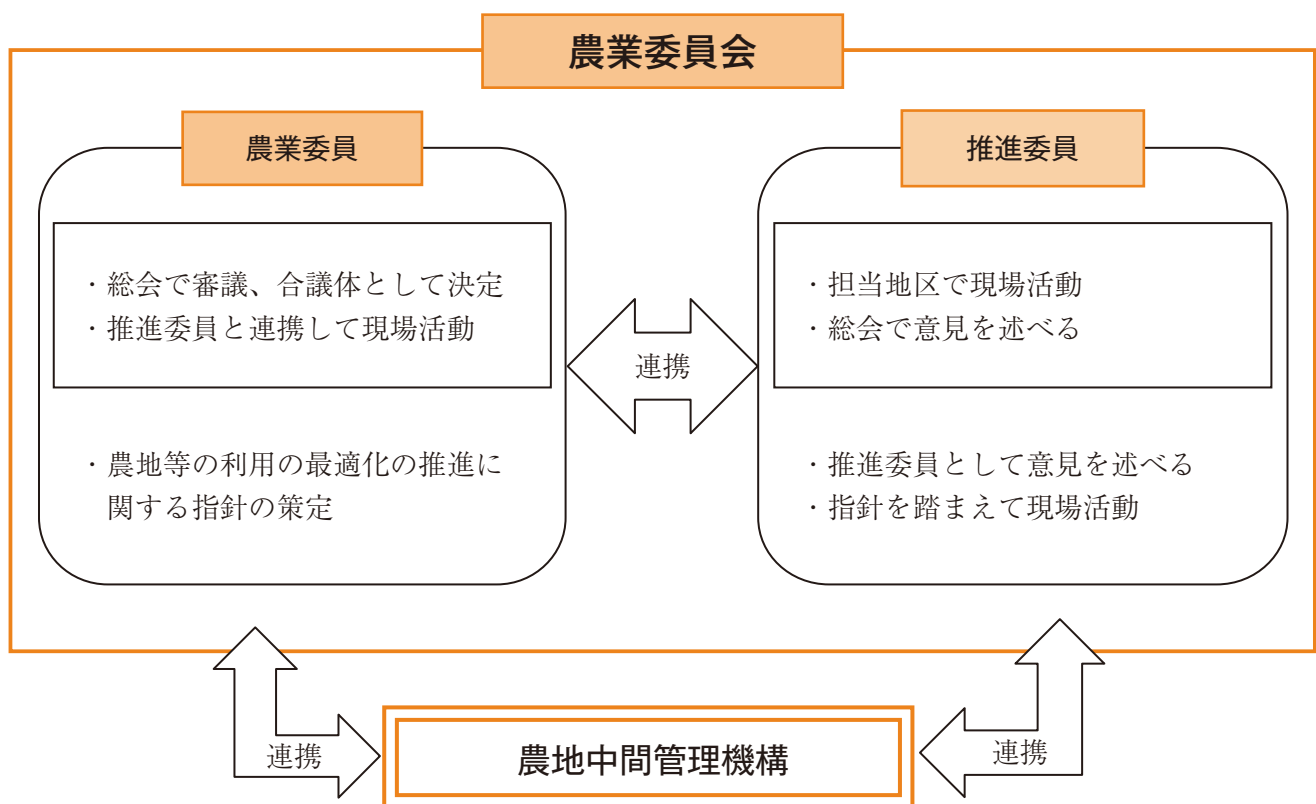 農業委員会
農業委員
・総会で審議、合議体として決定
・推進委員と連携して現場活動
・農地等の利用の最適化の推進に
関する指針の策定
連携
推進委員
・担当地区で現場活動
・総会で意見を述べる
・推進委員として意見を述べる
・指針を踏まえて現場活動
連携
農地中間管理機構
連携